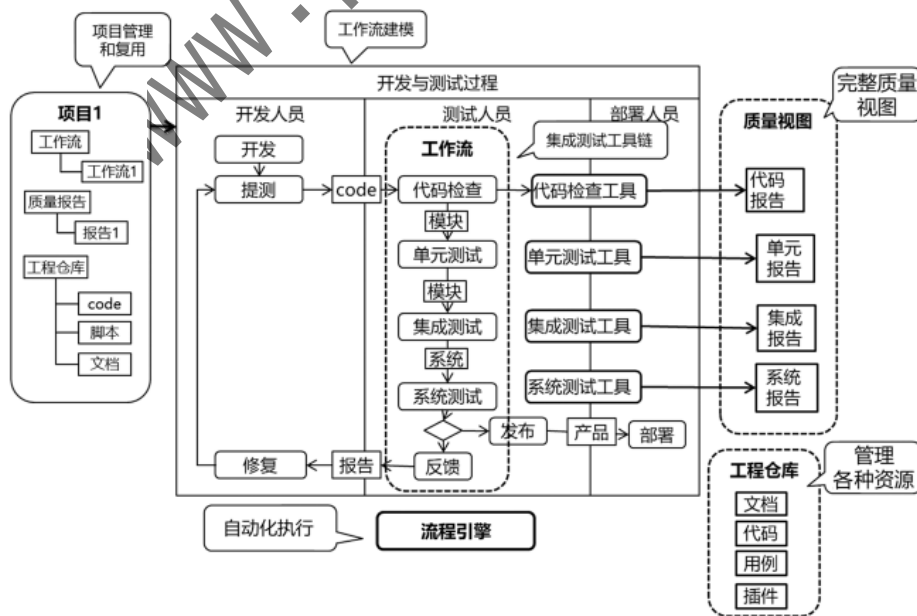 项目管理
和复用
工作流建模
www.
开发与测试过程
完整质量
视图
项目1
工作流
工作流1
质量报告
报告1
工程仓库
code
脚本
文档
开发人员
测试人员
部署人员
开发
提测
code
工作流
集成测试工具链
代码检查
模块
单元测试
模块
集成测试
系统
系统测试
代码检查工具
单元测试工具
集成测试工具
系统测试工具
发布
产品
部署
修复
报告
反馈
质量视图
代码
报告
单元
报告
集成
报告
系统
报告
自动化执行
流程引擎
工程仓库
管理
各种资源
文档
代码
用例
插件